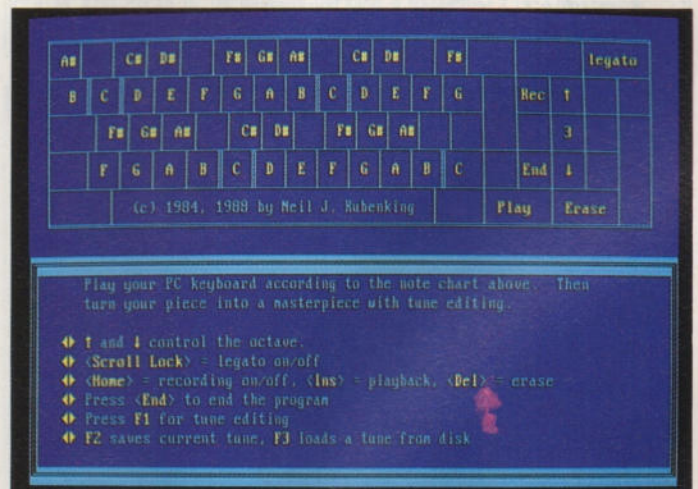 A# C# D# F# G# A# C# D# F# legato
B C D E F G A B C D E F G Rec ↑
F# G# A# C# D# F# G# A# 3
F G A B C D E F G A B C End ↓
(c) 1984, 1988 by Neil J. Rubenking Play Erase
Play your PC keyboard according to the note chart above. Then
turn your piece into a masterpiece with tune editing.
↑ and ↓ control the octave.
<Scroll Lock> = legato on/off
<Home> = recording on/off, <Ins> = playback, <Del> = erase
Press <End> to end the program
Press F1 for tune editing
F2 saves current tune, F3 loads a tune from disk